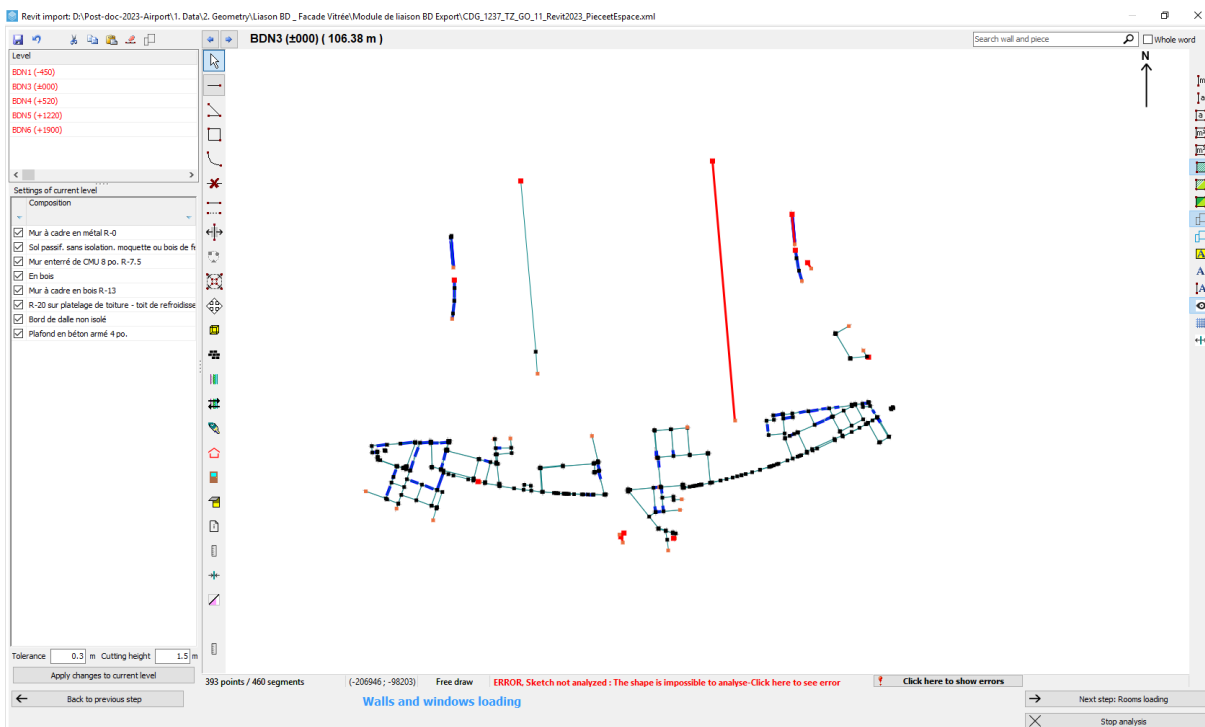 Revit import: D:\Post-doc-2023-Airport\1. Data\2. Geometry\Liason BD _ Facade Vitrée\Module de liaison BD Export\CDG_1237_TZ_GO_11_Revit2023_PieceetEspace.xml
BDN3 (±000) ( 106.38 m )
Search wall and piece
Whole word
Level
BDN1 (-450)
BDN3 (±000)
BDN4 (+520)
BDN5 (+1220)
BDN6 (+1900)
N
Settings of current level
Composition
Mur à cadre en métal R-0
Sol passif. sans isolation. moquette ou bois de
Mur enterré de CMU 8 po. R-7.5
En bois
Mur à cadre en bois R-13
R-20 sur platelage de toiture - toit de refroidisse
Bord de dalle non isolé
Plafond en béton armé 4 po.
Tolerance 0.3 m Cutting height 1.5 m
Apply changes to current level
393 points / 460 segments
(-206946 ; -98203)
Free draw
ERROR, Sketch not analyzed : The shape is impossible to analyse-Click here to see error
Click here to show errors
Back to previous step
Walls and windows loading
Next step: Rooms loading
Stop analysis